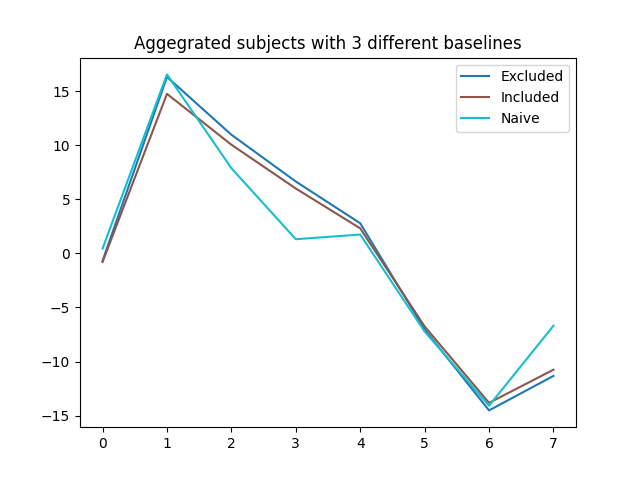 Aggegrated subjects with 3 different baselines
Excluded
Included
Naive
15
10
5
0
−5
−10
−15
0 1 2 3 4 5 6 7